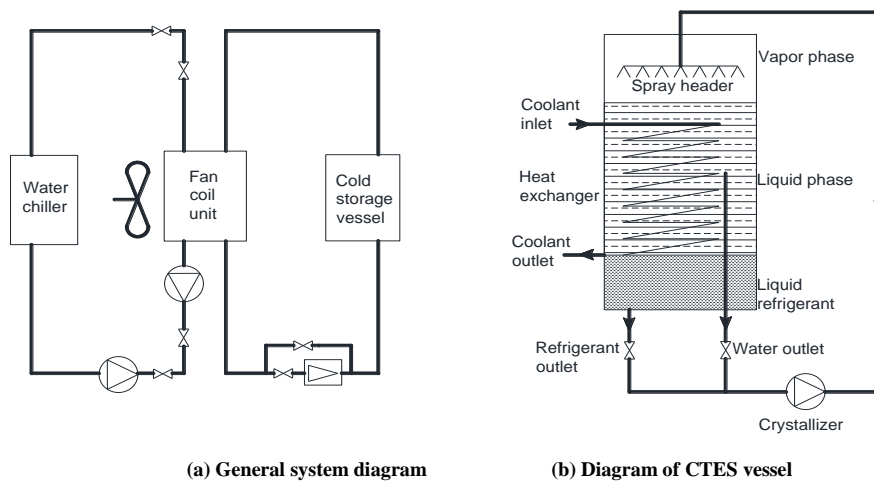 Water
chiller
Fan
coil
unit
Cold
storage
vessel
Vapor phase
Spray header
Coolant
inlet
Heat
exchanger
Liquid phase
Coolant
outlet
Liquid
refrigerant
Refrigerant
outlet
Water outlet
Crystallizer
(a) General system diagram
(b) Diagram of CTES vessel